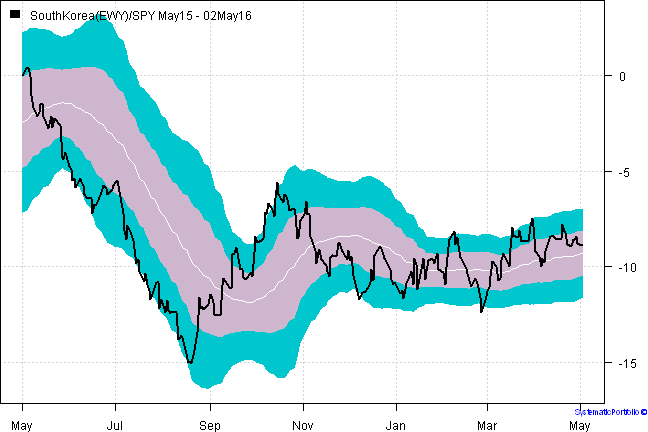 SouthKorea(EWY)/SPY May15 - 02May16
0
-5
-10
-15
May Jul Sep Nov Jan Mar May
SystematicPortfolio ©